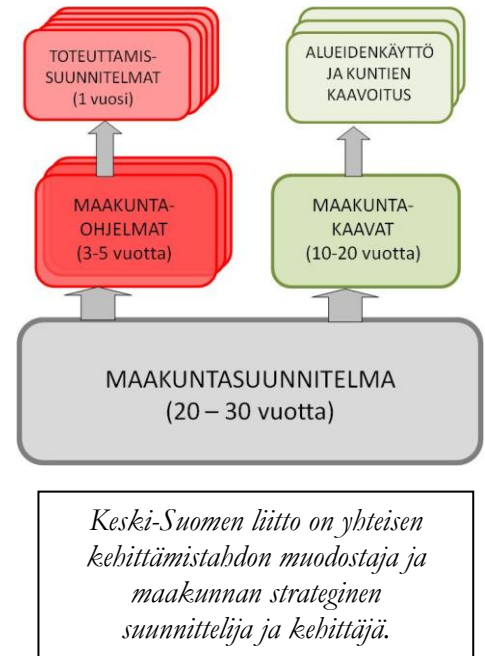 TOTEUTTAMIS-
SUUNNITELMAT
(1 vuosi)
ALUEIDENKÄYTTÖ
JA KUNTIEN
KAAVOITUS
MAAKUNTA-
OHJELMAT
(3-5 vuotta)
MAAKUNTA-
KAAVAT
(10-20 vuotta)
MAAKUNTASUUNNITELMA
(20 – 30 vuotta)
Keski-Suomen liitto on yhteisen
kehittämistahdon muodostaja ja
maakunnan strateginen
suunnittelija ja kehittäjä.